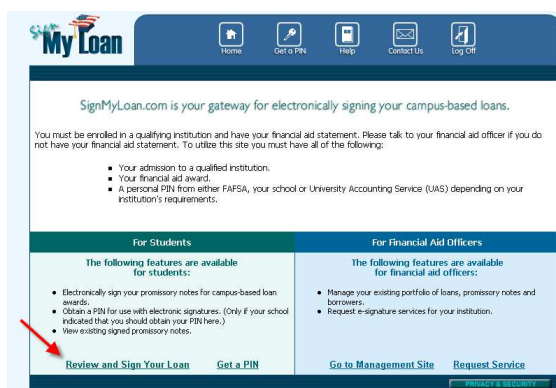 Sign
My Loan
Home
Get a PIN
Help
Contact Us
Log Off
SignMyLoan.com is your gateway for electronically signing your campus-based loans.
You must be enrolled in a qualifying institution and have your financial aid statement. Please talk to your financial aid officer if you do
not have your financial aid statement. To utilize this site you must have all of the following:
Your admission to a qualified institution.
Your financial aid award.
A personal PIN from either FAFSA, your school or University Accounting Service (UAS) depending on your
institution's requirements.
For Students
The following features are available
for students:
• Electronically sign your promissory notes for campus-based loan
awards.
• Obtain a PIN for use with electronic signatures. (Only if your school
indicated that you should obtain your PIN here.)
• View existing signed promissory notes.
Review and Sign Your Loan
Get a PIN
For Financial Aid Officers
The following features are available
for financial aid officers:
• Manage your existing portfolio of loans, promissory notes and
borrowers.
• Request e-signature services for your institution.
Go to Management Site
Request Service
PRIVACY & SECURITY